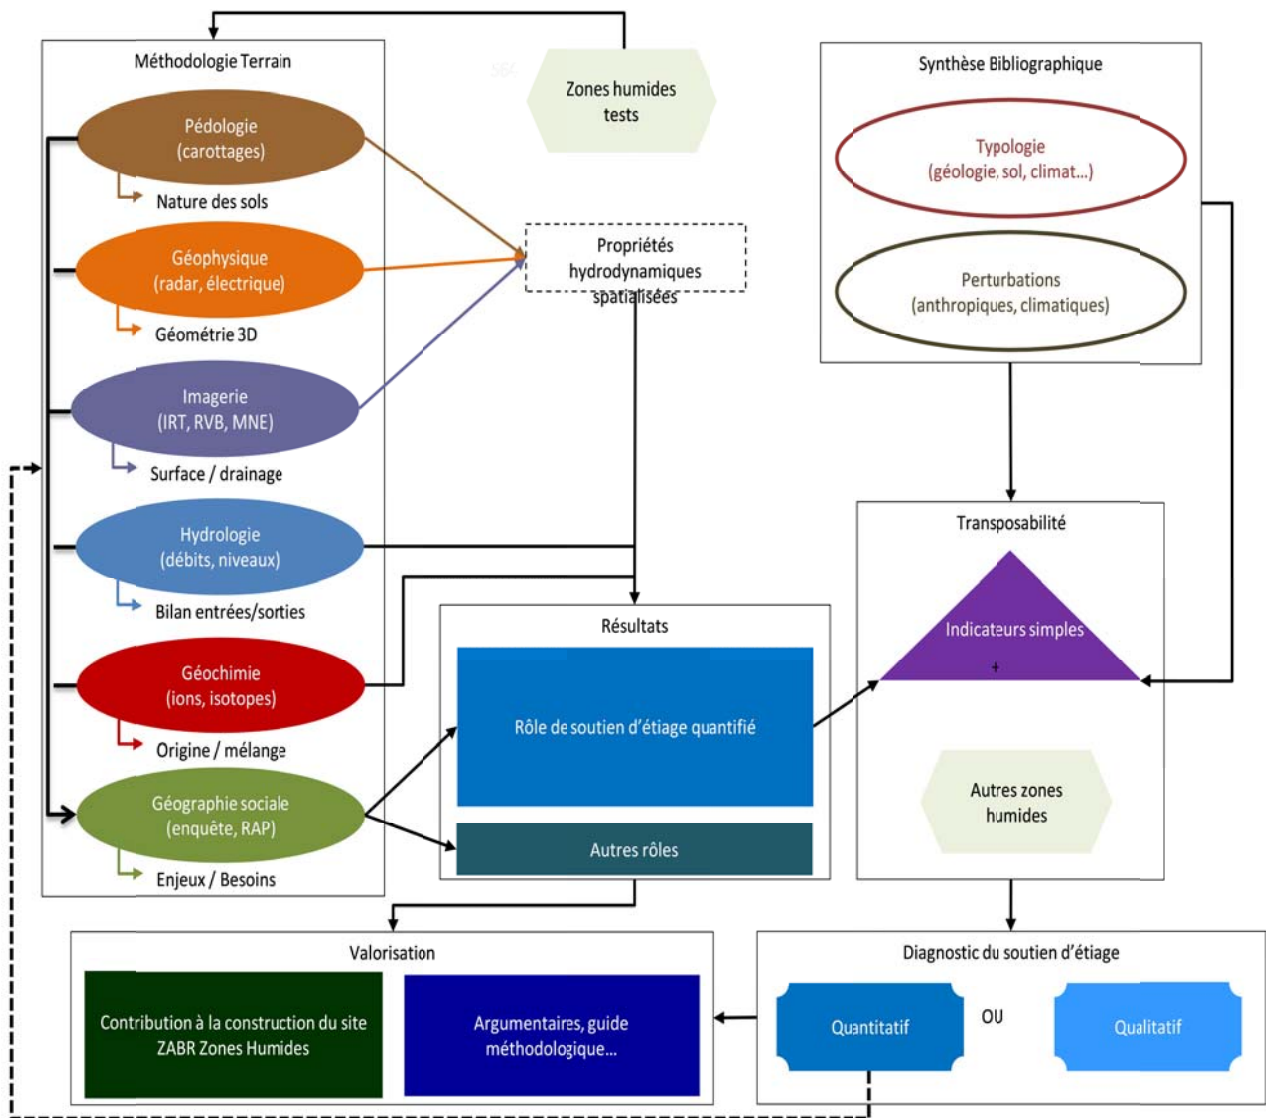 Méthodologie Terrain
Pédologie
(carottages)
Nature des sols
Géophysique
(radar, électrique)
Géométrie 3D
Imagerie
(IRT, RVB, MNE)
Surface / drainage
Hydrologie
(débits, niveaux)
Bilan entrées/sorties
Géochimie
(ions, isotopes)
Origine / mélange
Géographie sociale
(enquête, RAP)
Enjeux / Besoins
Zones humides
tests
Propriétés
hydrodynamiques
spatialisées
Synthèse Bibliographique
Typologie
(géologie, sol, climat...)
Perturbations
(anthropiques, climatiques)
Résultats
Rôle de soutien d'étiage quantifié
Autres rôles
Transposabilité
Indicateurs simples
+
Autres zones
humides
Valorisation
Contribution à la construction du site
ZABR Zones Humides
Argumentaires, guide
méthodologique...
Diagnostic du soutien d'étiage
Quantitatif
OU
Qualitatif